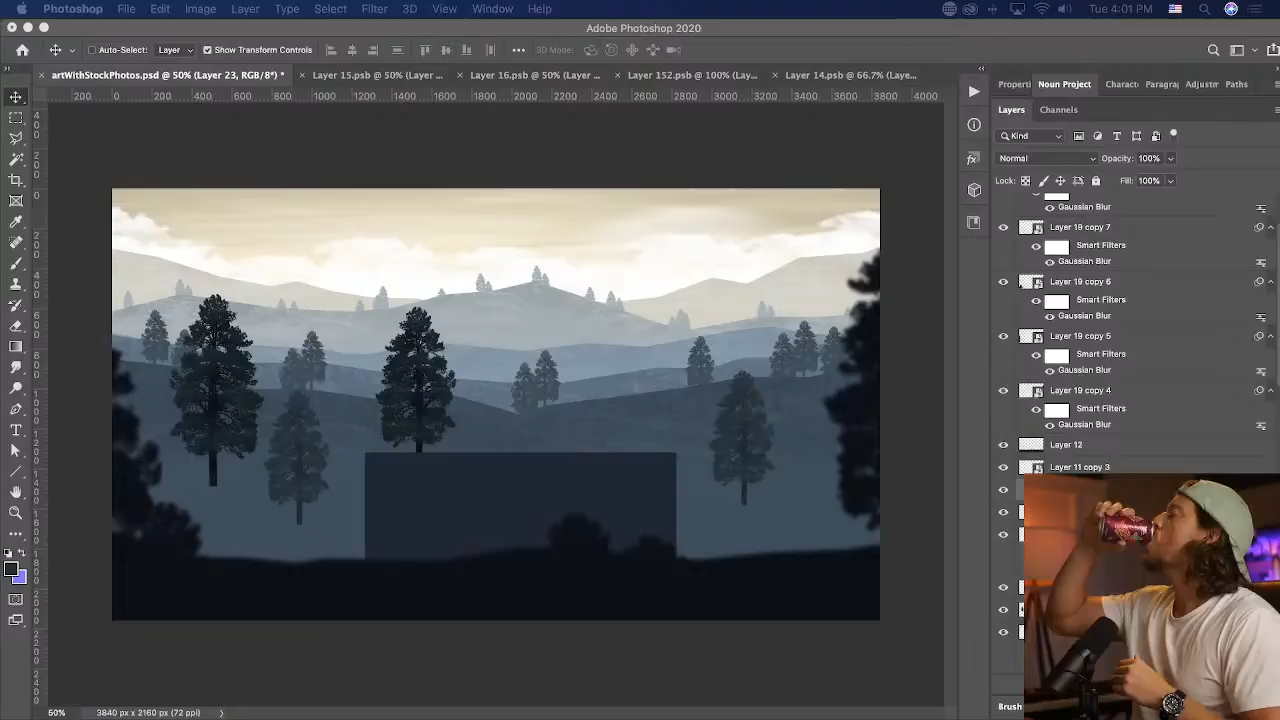 Photoshop File Edit Image Layer Type Select Filter 3D View Plugins Window Help Tue 4:01 PM
Adobe Photoshop 2020
Auto-Select: Layer Show Transform Controls 3D Mode:
artWithStockPhotos.psd @ 50% (Layer 23, RGB/8*) * Layer 15.psb @ 50% (Layer ... Layer 16.psb @ 50% (Layer ... Layer 152.psb @ 100% (Lay... Layer 14.psb @ 66.7% (Laye...
Properti Noun Project Charact Paragra Adjustm Paths
200 0 200 400 600 800 1000 1200 1400 1600 1800 2000 2200 2400 2600 2800 3000 3200 3400 3600 3800 4000
Layers Channels
Kind
Normal Opacity: 100%
Lock: Fill: 100%
Gaussian Blur
Layer 19 copy 7
Smart Filters
Gaussian Blur
Layer 19 copy 6
Smart Filters
Gaussian Blur
Layer 19 copy 5
Smart Filters
Gaussian Blur
Layer 19 copy 4
Smart Filters
Gaussian Blur
Layer 12
Layer 11 copy 3
Brush
50% 3840 px x 2160 px (72 ppi)